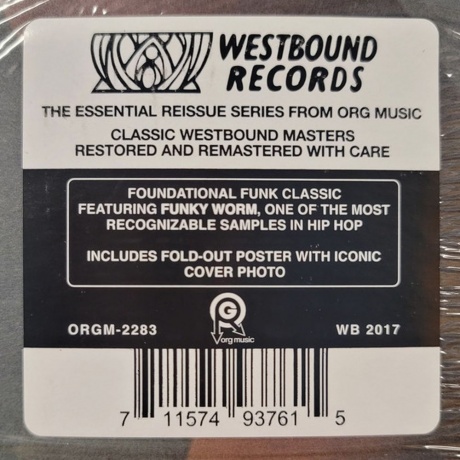 WESTBOUND
RECORDS
THE ESSENTIAL REISSUE SERIES FROM ORG MUSIC
CLASSIC WESTBOUND MASTERS
RESTORED AND REMASTERED WITH CARE
FOUNDATIONAL FUNK CLASSIC
FEATURING FUNKY WORM, ONE OF THE MOST
RECOGNIZABLE SAMPLES IN HIP HOP
INCLUDES FOLD-OUT POSTER WITH ICONIC
COVER PHOTO
ORGM-2283
org music
WB 2017
7 11574 93761 5